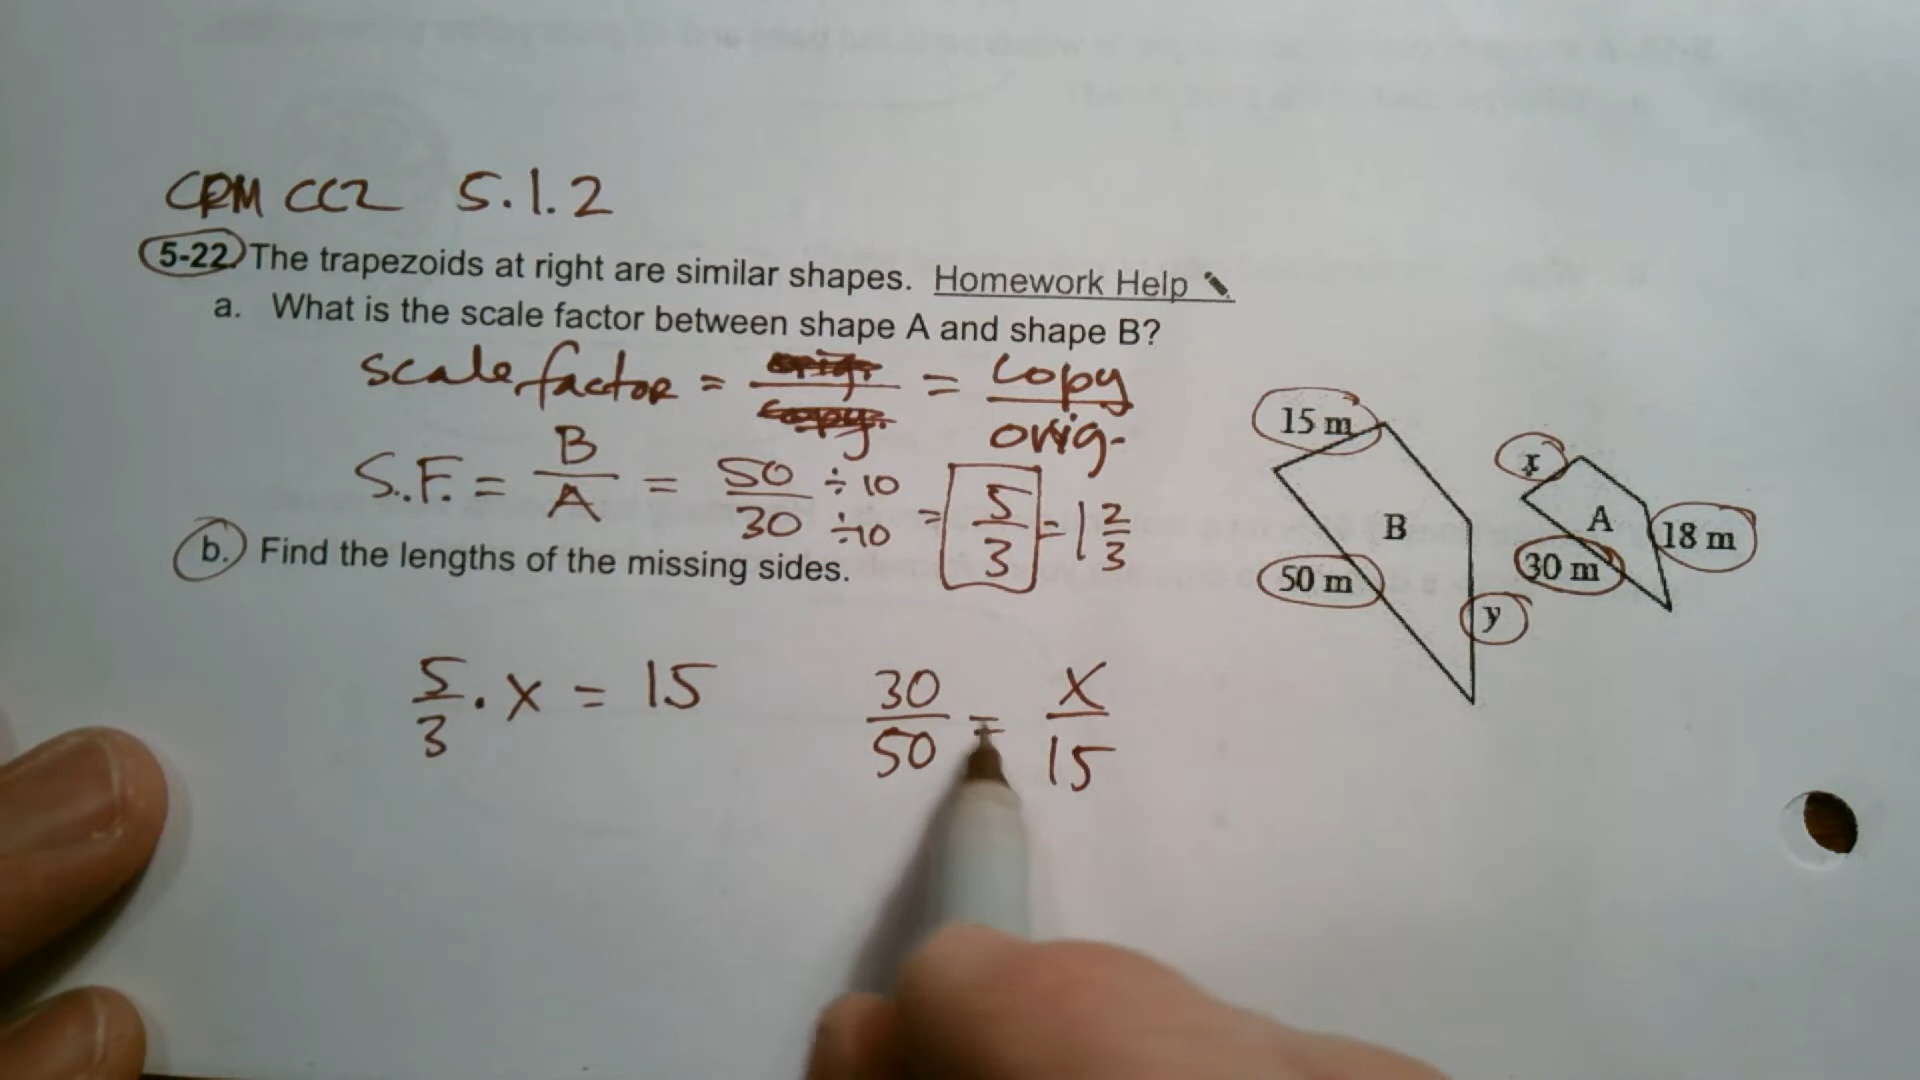 CPM CC2 5.1.2
5-22. The trapezoids at right are similar shapes. Homework Help
a. What is the scale factor between shape A and shape B?
scale factor = orig. / copy = copy / orig.
S.F. = B / A = 50 / 30 ÷10 / ÷10 = 5 / 3 = 1 2/3
b. Find the lengths of the missing sides.
5/3 · x = 15
30/50 = x/15
15 m
B
50 m
y
x
A
30 m
18 m